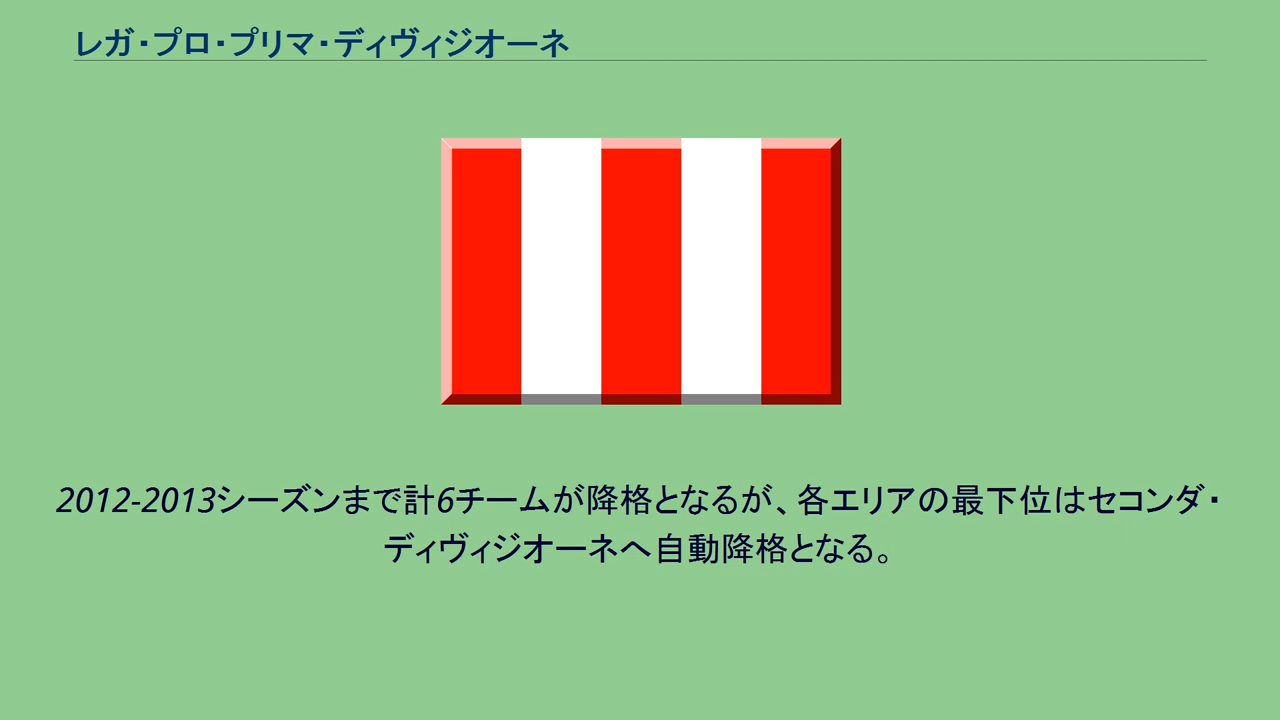 レガ・プロ・プリマ・ディヴィジオーネ
2012-2013シーズンまで計6チームが降格となるが、各エリアの最下位はセコンダ・
ディヴィジオーネへ自動降格となる。